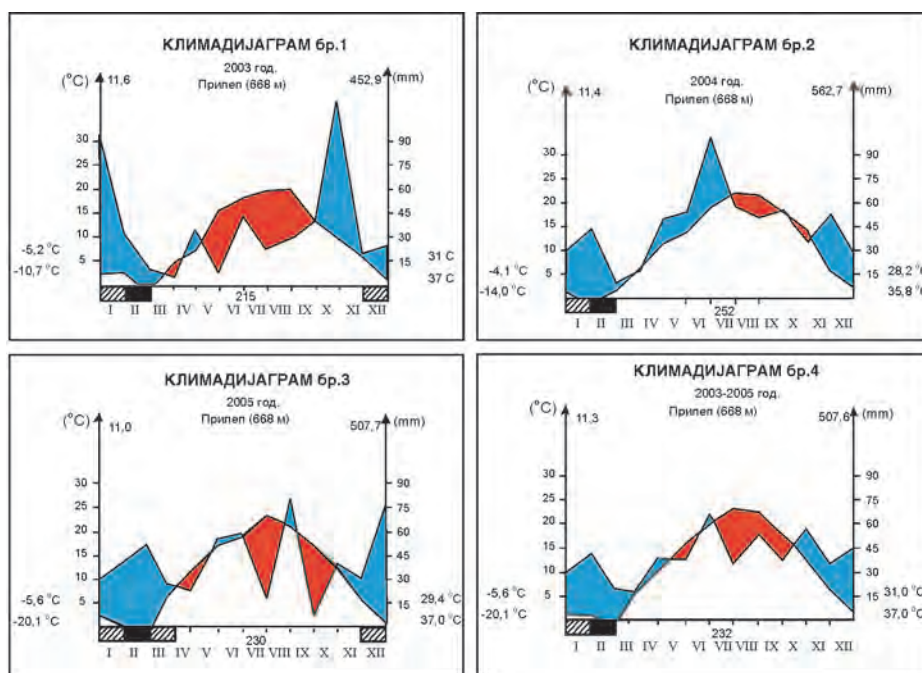 КЛИМАДИЈАГРАМ бр.1
2003 год.
Прилеп (668 м)
(°C)
11,6
452,9
(mm)
30
25
20
15
10
5
90
75
60
45
30
15
-5,2 °C
-10,7 °C
31 C
37 C
215
I II III IV V VI VII VIII IX X XI XII
КЛИМАДИЈАГРАМ бр.2
2004 год.
Прилеп (668 м)
(°C)
11,4
562,7
(mm)
30
25
20
15
10
5
90
75
60
45
30
15
-4,1 °C
-14,0 °C
28,2 °C
35,8 °C
252
I II III IV V VI VII VIII IX X XI XII
КЛИМАДИЈАГРАМ бр.3
2005 год.
Прилеп (668 м)
(°C)
11,0
507,7
(mm)
30
25
20
15
10
5
90
75
60
45
30
15
-5,6 °C
-20,1 °C
29,4 °C
37,0 °C
230
I II III IV V VI VII VIII IX X XI XII
КЛИМАДИЈАГРАМ бр.4
2003-2005 год.
Прилеп (668 м)
(°C)
11,3
507,6
(mm)
30
25
20
15
10
5
90
75
60
45
30
15
-5,6 °C
-20,1 °C
31,0 °C
37,0 °C
232
I II III IV V VI VII VIII IX X XI XII